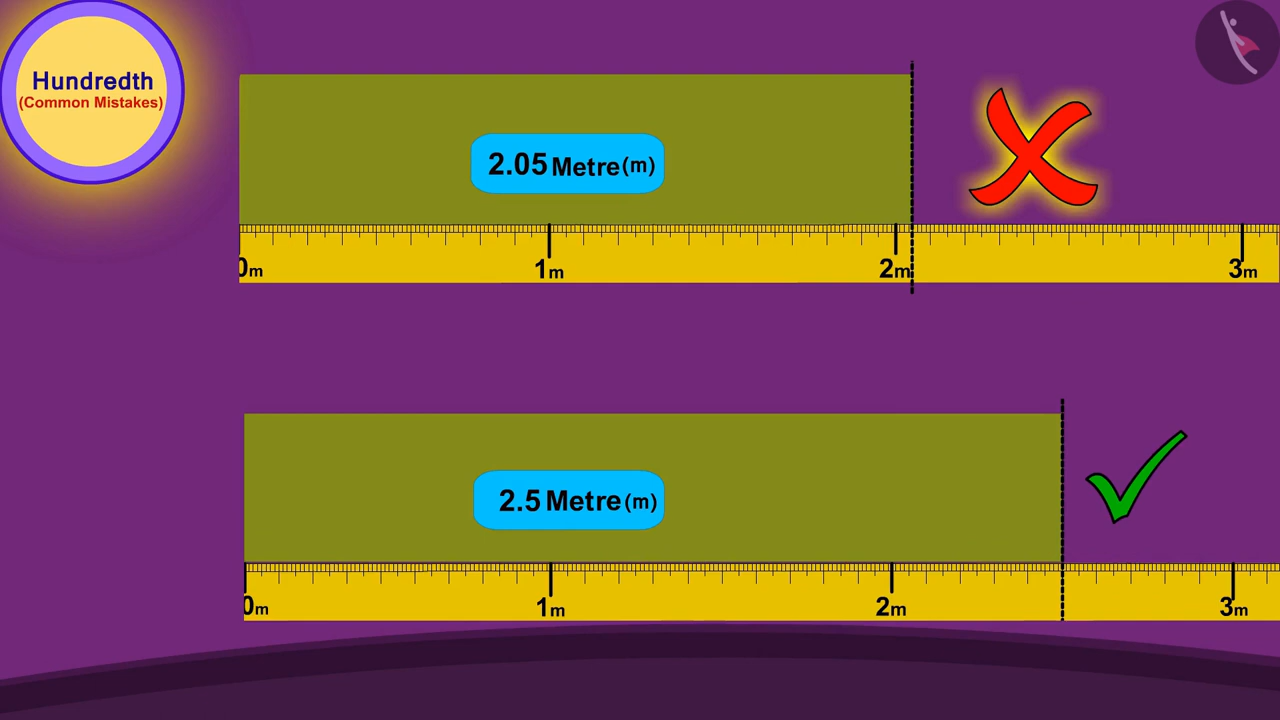 Hundredth
(Common Mistakes)
2.05 Metre (m)
0m 1m 2m 3m
2.5 Metre (m)
0m 1m 2m 3m